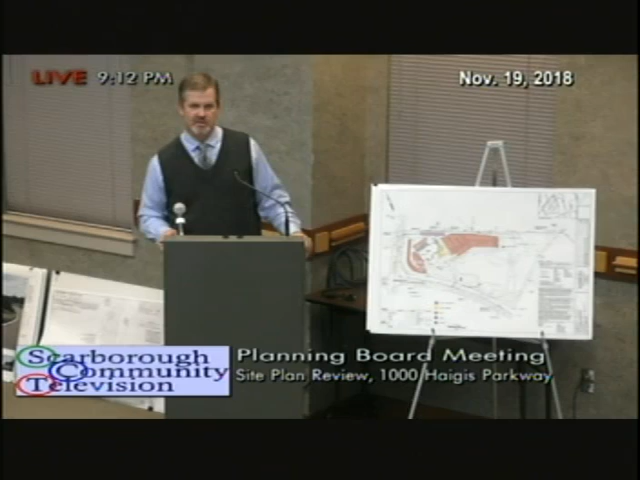 LIVE 9:12 PM
Nov. 19, 2018
Scarborough
Community
Television
Planning Board Meeting
Site Plan Review, 1000 Haigis Parkway